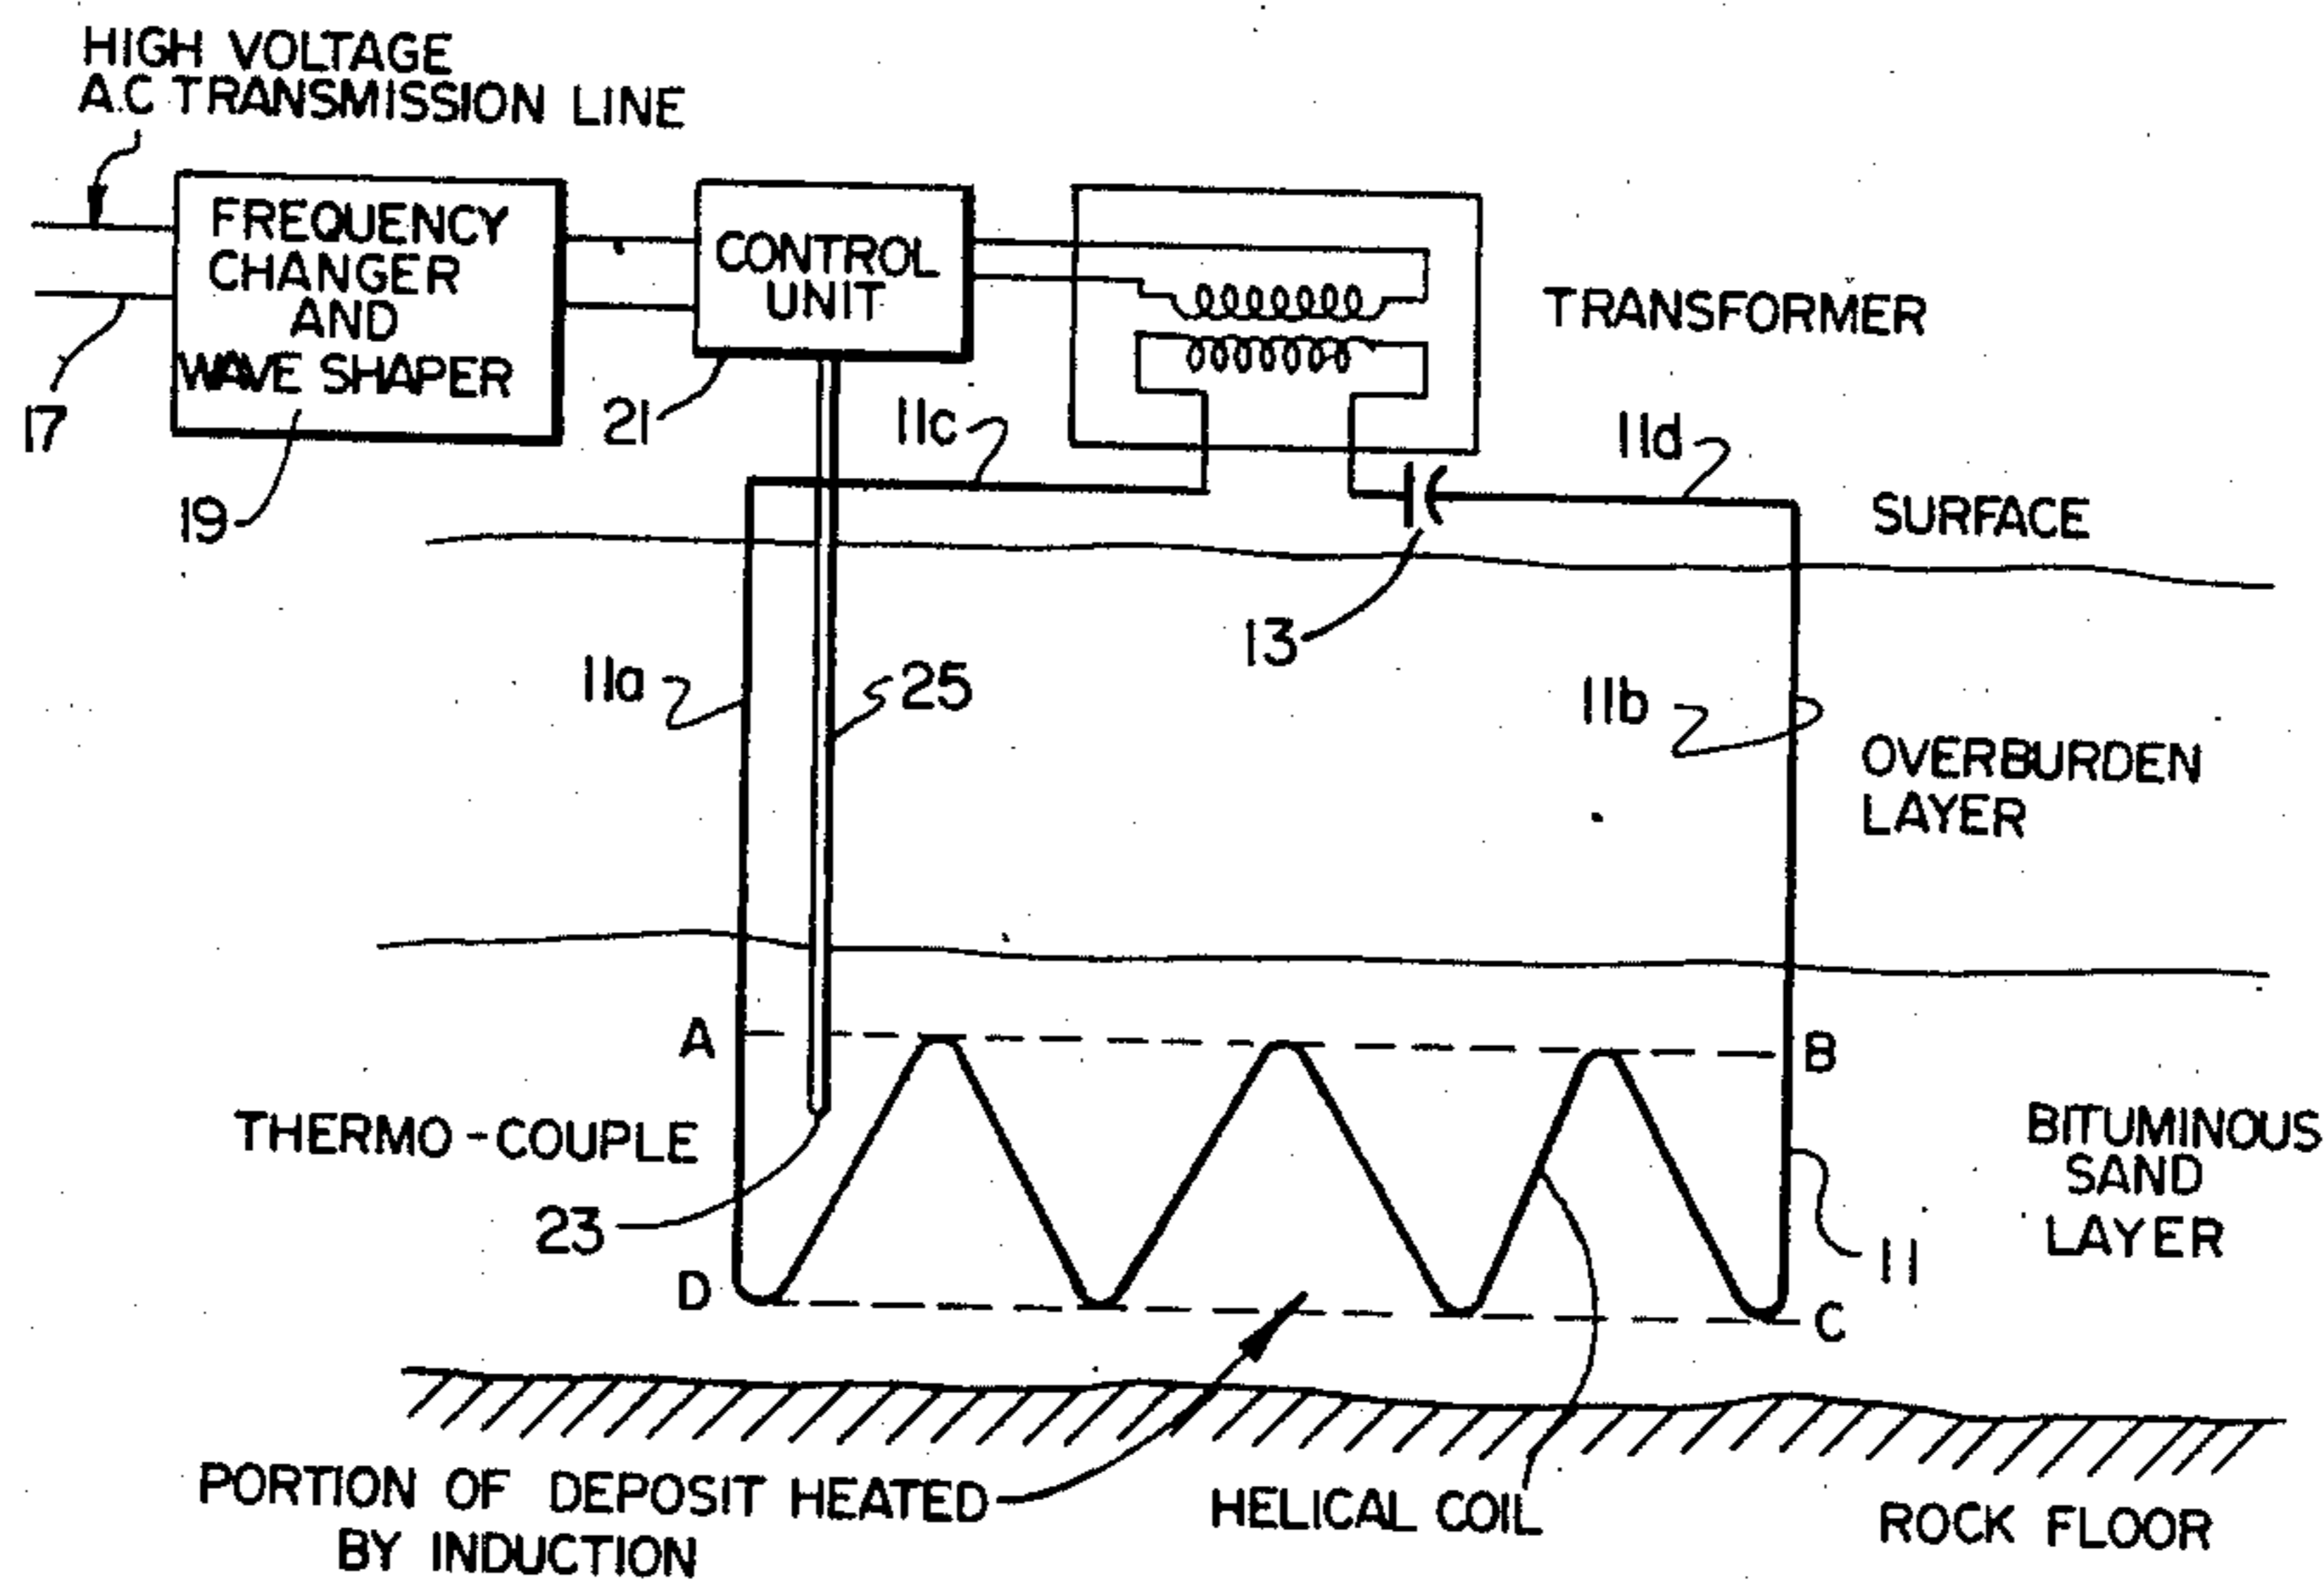 HIGH VOLTAGE
A.C TRANSMISSION LINE
FREQUENCY
CHANGER
AND
WAVE SHAPER
CONTROL
UNIT
TRANSFORMER
17
19
21
11c
11d
SURFACE
13
11a
25
11b
OVERBURDEN
LAYER
A
B
THERMO-COUPLE
BITUMINOUS
SAND
LAYER
23
11
D
C
PORTION OF DEPOSIT HEATED
BY INDUCTION
HELICAL COIL
ROCK FLOOR